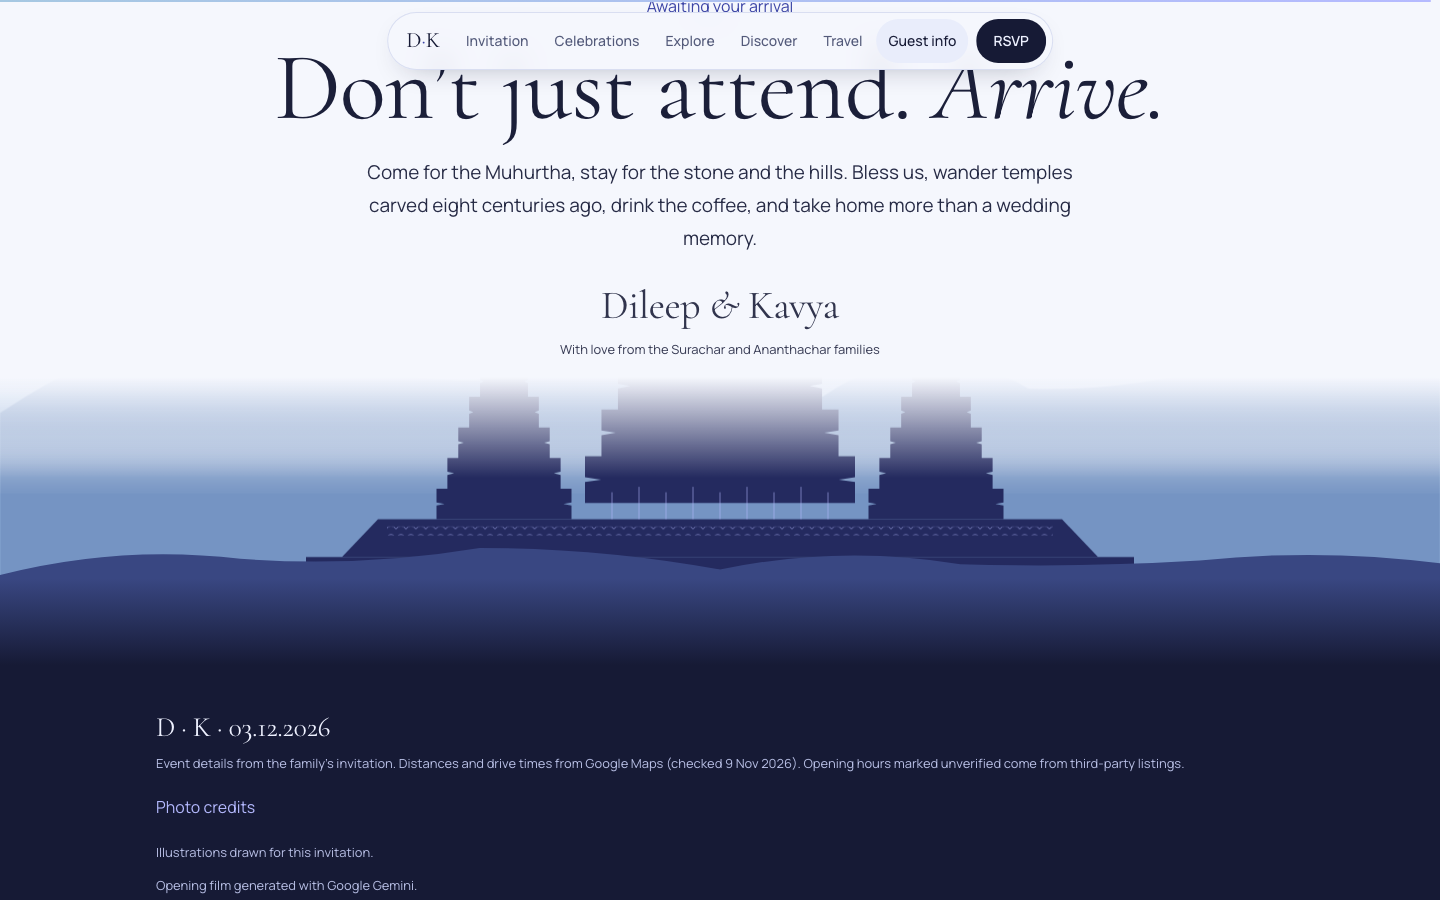 Awaiting your arrival
D·K Invitation Celebrations Explore Discover Travel Guest info RSVP
Don't just attend. Arrive.
Come for the Muhurtha, stay for the stone and the hills. Bless us, wander temples
carved eight centuries ago, drink the coffee, and take home more than a wedding
memory.
Dileep & Kavya
With love from the Surachar and Ananthachar families
D · K · 03.12.2026
Event details from the family's invitation. Distances and drive times from Google Maps (checked 9 Nov 2026). Opening hours marked unverified come from third-party listings.
Photo credits
Illustrations drawn for this invitation.
Opening film generated with Google Gemini.